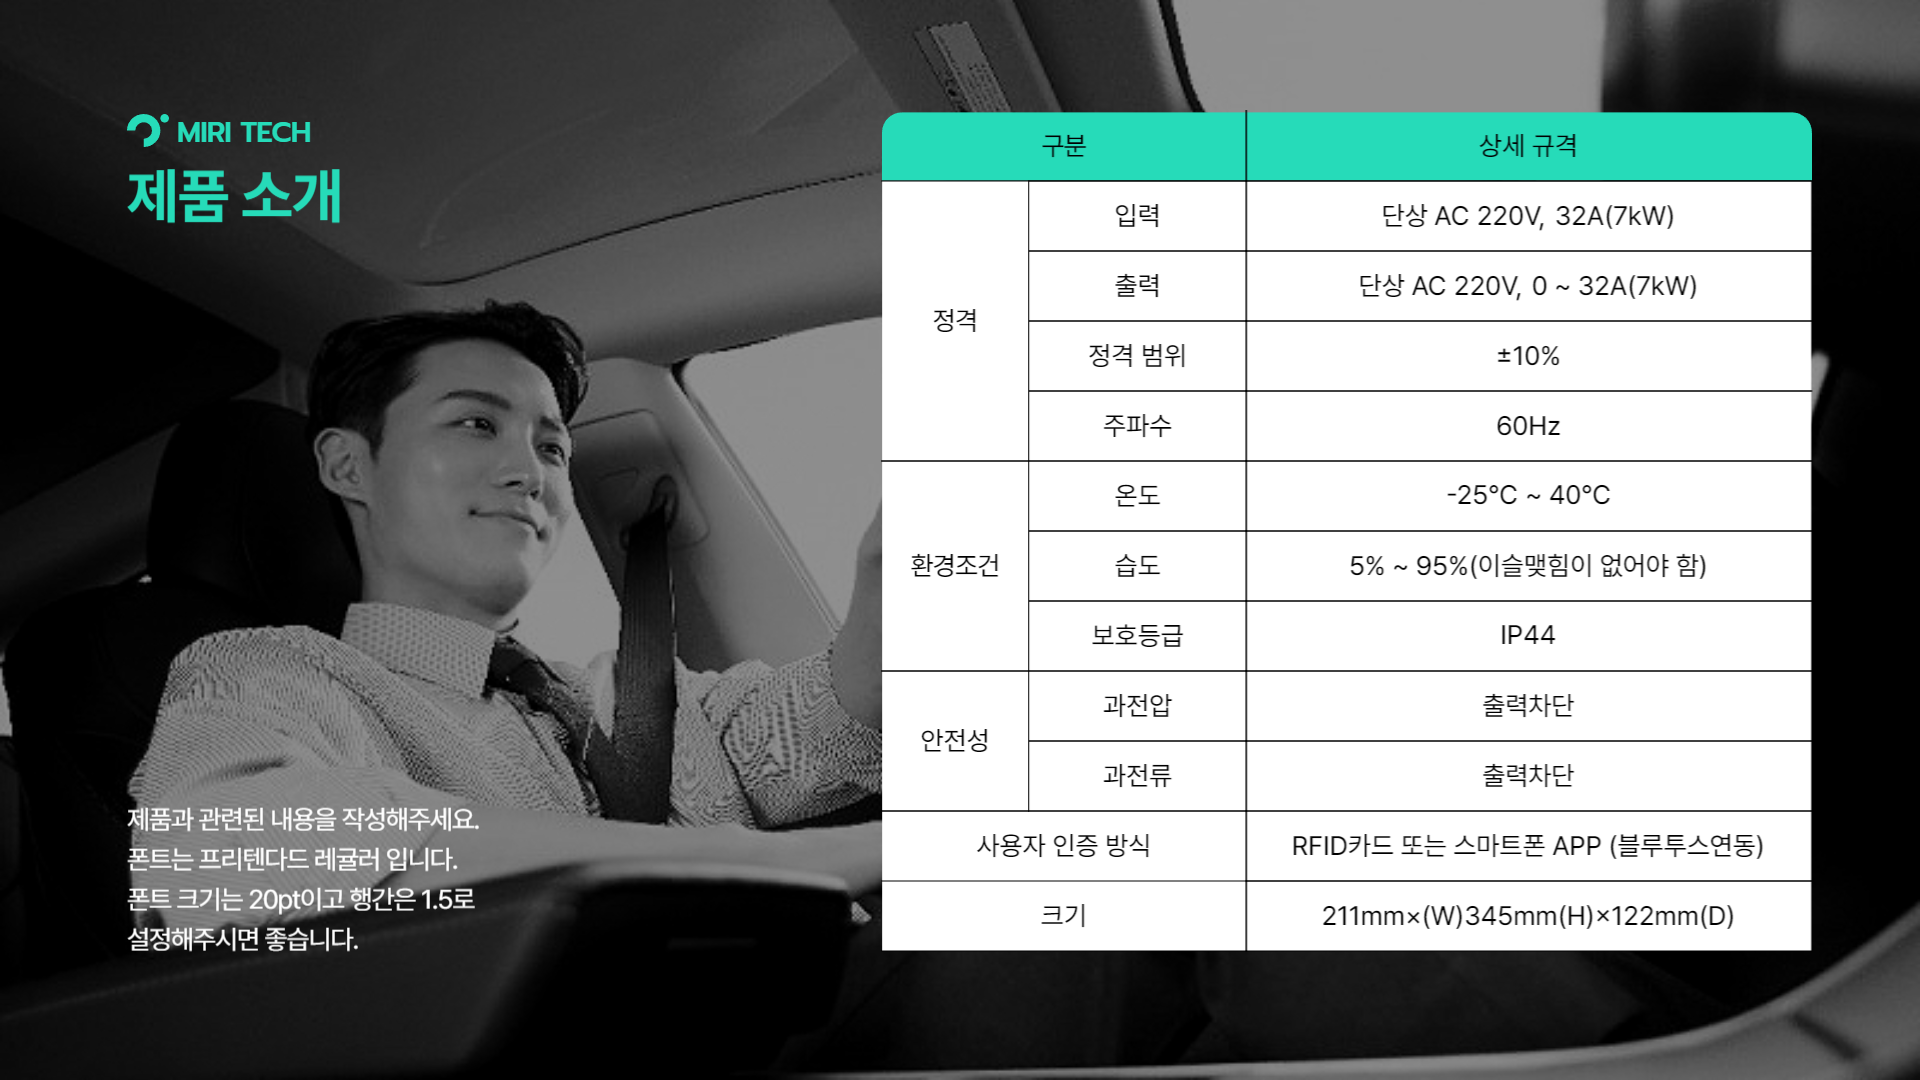 MIRI TECH
제품 소개
제품과 관련된 내용을 작성해주세요.
폰트는 프리텐다드 레귤러 입니다.
폰트 크기는 20pt이고 행간은 1.5로
설정해주시면 좋습니다.
구분 상세 규격
정격 입력 단상 AC 220V, 32A(7kW)
출력 단상 AC 220V, 0 ~ 32A(7kW)
정격 범위 ±10%
주파수 60Hz
환경조건 온도 -25°C ~ 40°C
습도 5% ~ 95%(이슬맺힘이 없어야 함)
보호등급 IP44
안전성 과전압 출력차단
과전류 출력차단
사용자 인증 방식 RFID카드 또는 스마트폰 APP (블루투스연동)
크기 211mm×(W)345mm(H)×122mm(D)